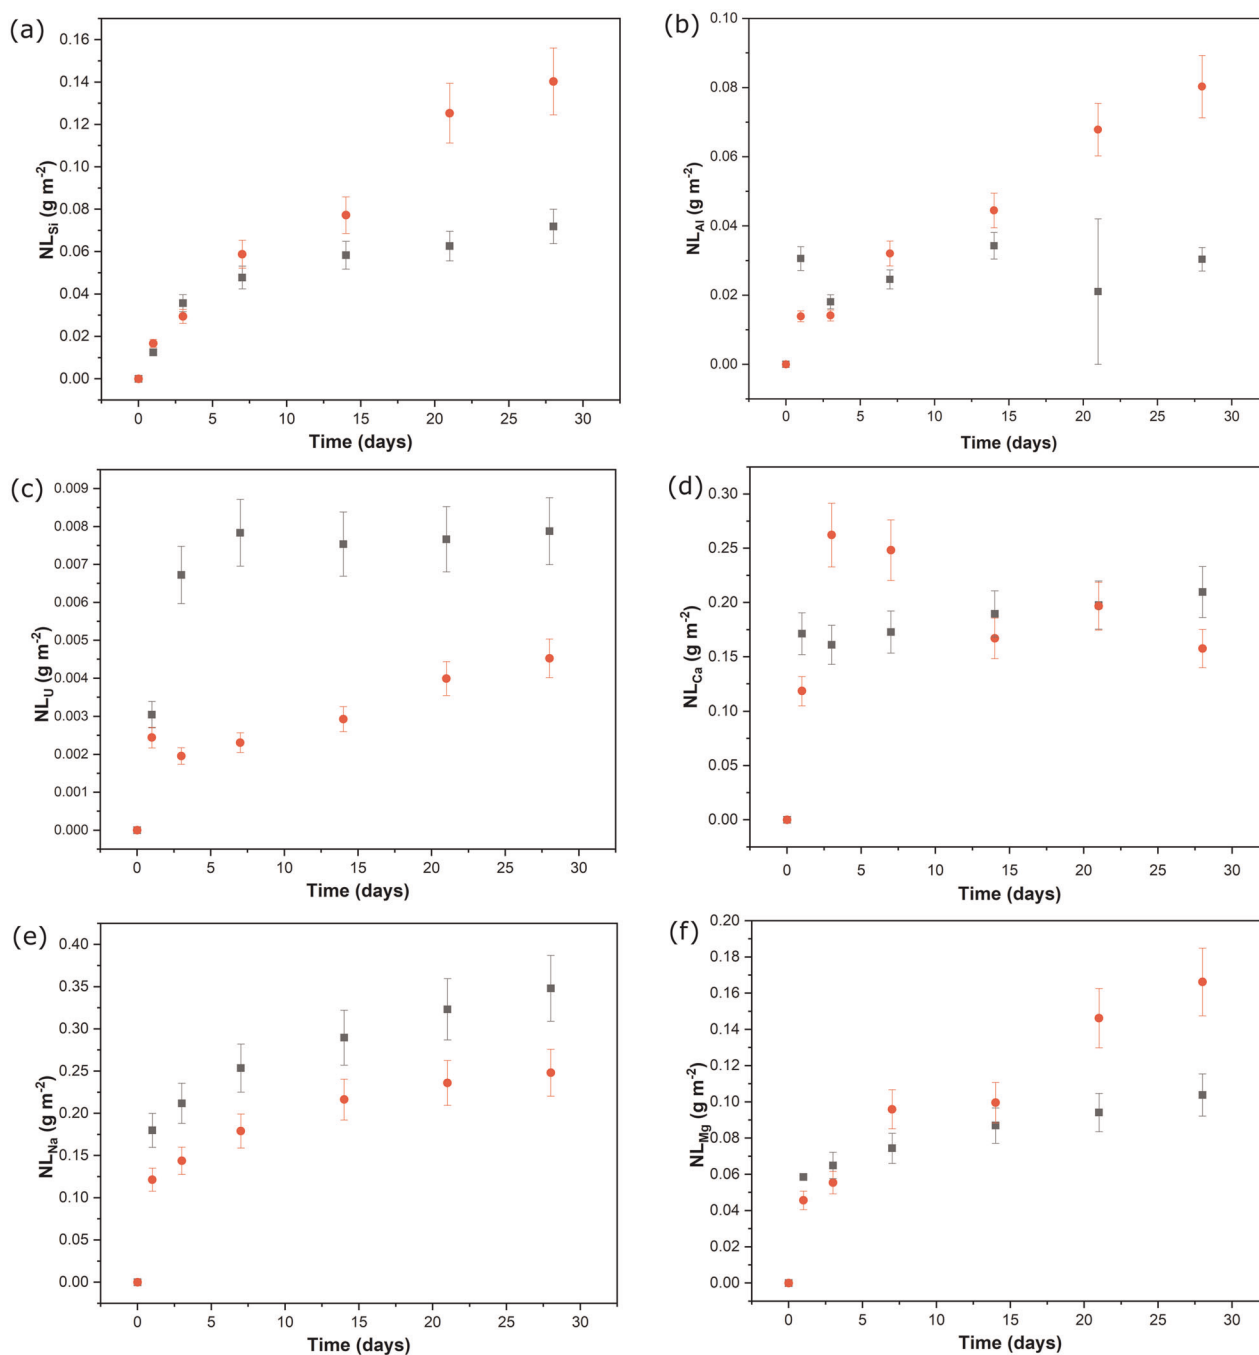 (a)
0.16
0.14
0.12
0.10
0.08
0.06
0.04
0.02
0.00
NL_Si (g m⁻²)
0 5 10 15 20 25 30
Time (days)
(b)
0.10
0.08
0.06
0.04
0.02
0.00
NL_Al (g m⁻²)
0 5 10 15 20 25 30
Time (days)
(c)
0.009
0.008
0.007
0.006
0.005
0.004
0.003
0.002
0.001
0.000
NL_U (g m⁻²)
0 5 10 15 20 25 30
Time (days)
(d)
0.30
0.25
0.20
0.15
0.10
0.05
0.00
NL_Ca (g m⁻²)
0 5 10 15 20 25 30
Time (days)
(e)
0.40
0.35
0.30
0.25
0.20
0.15
0.10
0.05
0.00
NL_Na (g m⁻²)
0 5 10 15 20 25 30
Time (days)
(f)
0.20
0.18
0.16
0.14
0.12
0.10
0.08
0.06
0.04
0.02
0.00
NL_Mg (g m⁻²)
0 5 10 15 20 25 30
Time (days)